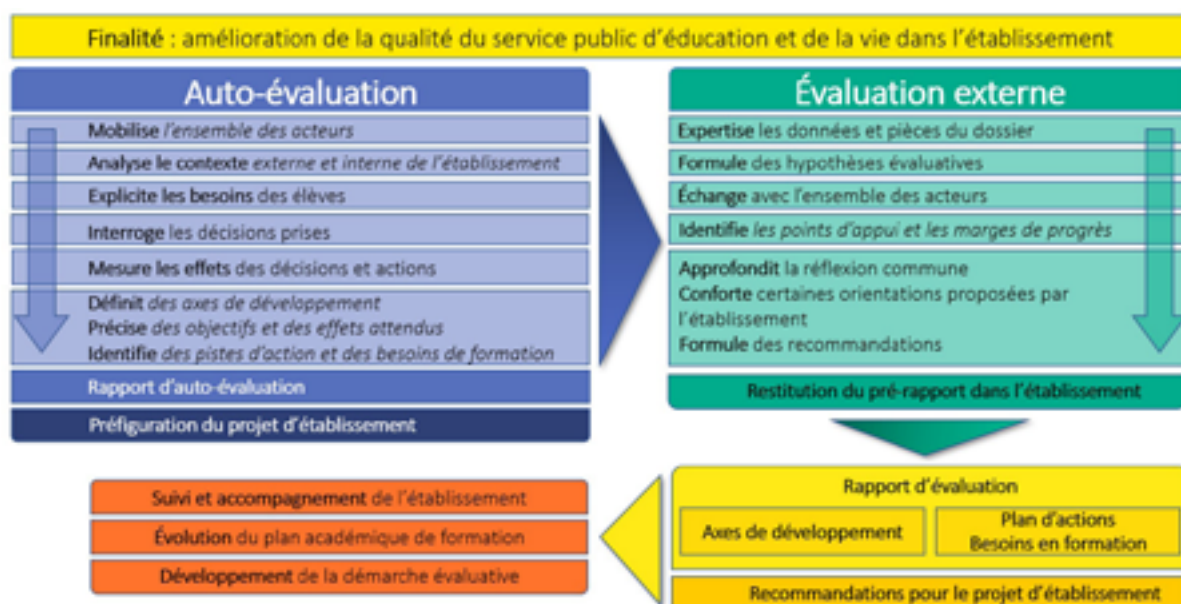 Finalité : amélioration de la qualité du service public d'éducation et de la vie dans l'établissement
Auto-évaluation
Mobilise l'ensemble des acteurs
Analyse le contexte externe et interne de l'établissement
Explicite les besoins des élèves
Interroge les décisions prises
Mesure les effets des décisions et actions
Définit des axes de développement
Précise des objectifs et des effets attendus
Identifie des pistes d'action et des besoins de formation
Rapport d'auto-évaluation
Préfiguration du projet d'établissement
Évaluation externe
Expertise les données et pièces du dossier
Formule des hypothèses évaluatives
Échange avec l'ensemble des acteurs
Identifie les points d'appui et les marges de progrès
Approfondit la réflexion commune
Conforte certaines orientations proposées par
l'établissement
Formule des recommandations
Restitution du pré-rapport dans l'établissement
Rapport d'évaluation
Axes de développement
Plan d'actions
Besoins en formation
Recommandations pour le projet d'établissement
Suivi et accompagnement de l'établissement
Évolution du plan académique de formation
Développement de la démarche évaluative